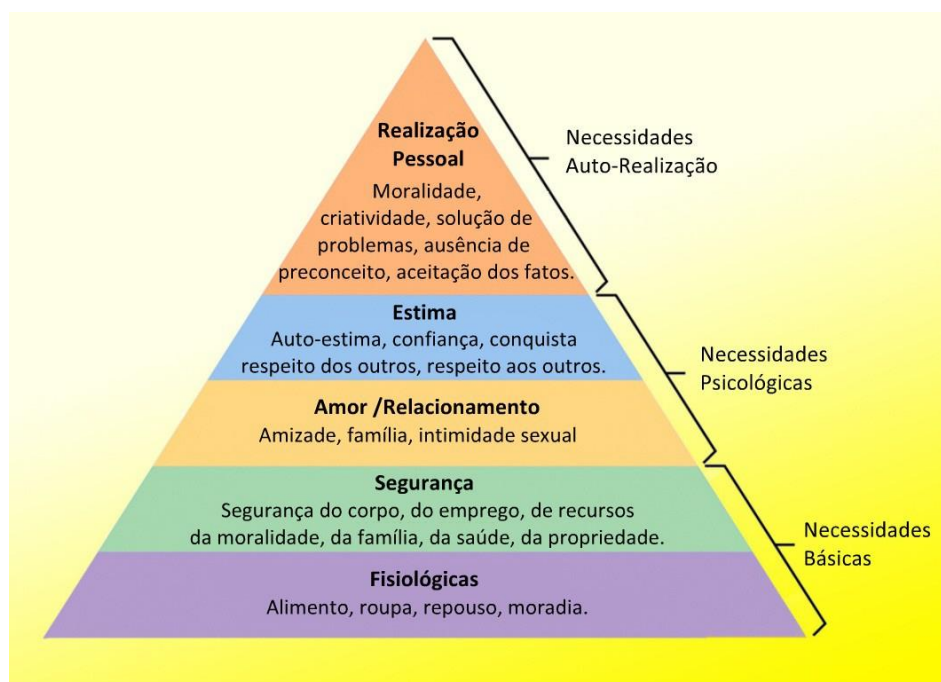 Realização
Pessoal
Moralidade,
criatividade, solução de
problemas, ausência de
preconceito, aceitação dos fatos.
Necessidades
Auto-Realização
Estima
Auto-estima, confiança, conquista
respeito dos outros, respeito aos outros.
Necessidades
Psicológicas
Amor /Relacionamento
Amizade, família, intimidade sexual
Segurança
Segurança do corpo, do emprego, de recursos
da moralidade, da família, da saúde, da propriedade.
Necessidades
Básicas
Fisiológicas
Alimento, roupa, repouso, moradia.